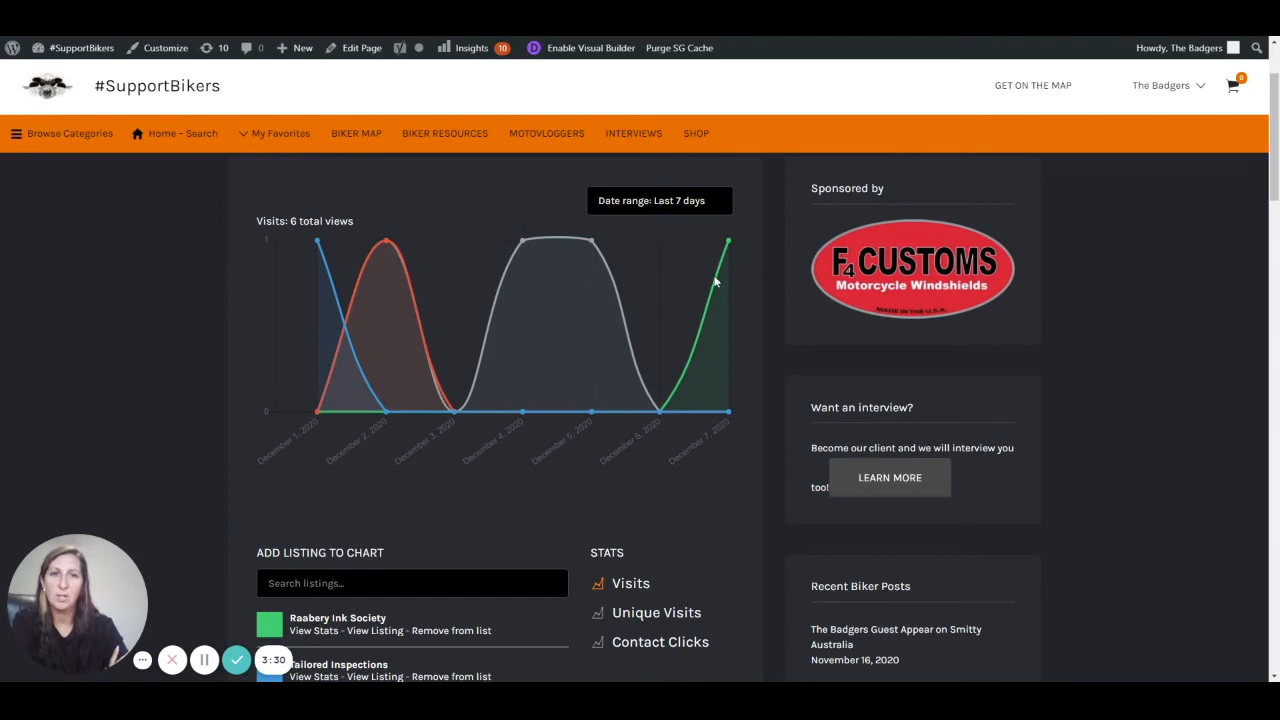 #SupportBikers Customize 10 0 New Edit Page Insights 10 Enable Visual Builder Purge SG Cache Howdy, The Badgers
#SupportBikers GET ON THE MAP The Badgers 0
Browse Categories Home – Search My Favorites BIKER MAP BIKER RESOURCES MOTOVLOGGERS INTERVIEWS SHOP
Date range: Last 7 days
Visits: 6 total views
1
0
December 1, 2020 December 2, 2020 December 3, 2020 December 4, 2020 December 5, 2020 December 6, 2020 December 7, 2020
ADD LISTING TO CHART
Search listings...
Raabery Ink Society
View Stats - View Listing - Remove from list
Tailored Inspections
View Stats - View Listing - Remove from list
STATS
Visits
Unique Visits
Contact Clicks
Sponsored by
F4 CUSTOMS
Motorcycle Windshields
MADE IN THE U.S.A.
Want an interview?
Become our client and we will interview you
too! LEARN MORE
Recent Biker Posts
The Badgers Guest Appear on Smitty
Australia
November 16, 2020
3:30